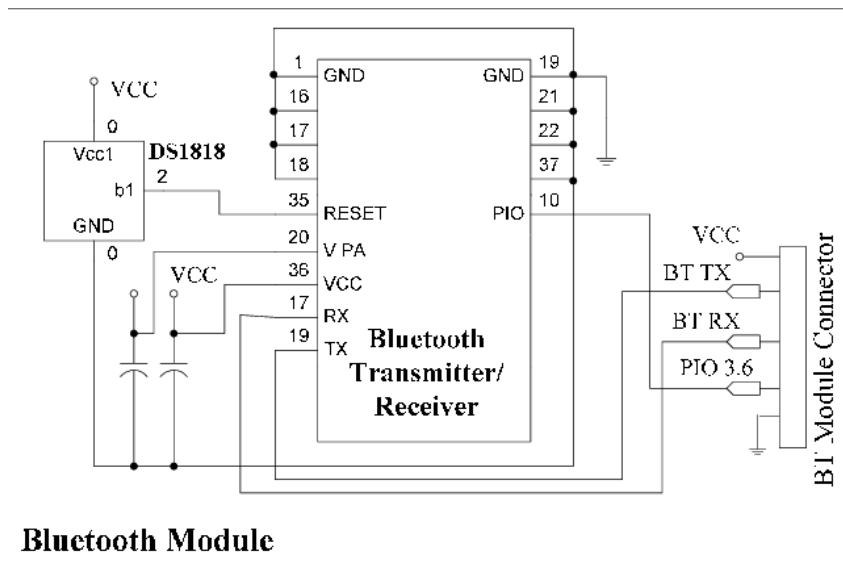 VCC
0
Vcc1
DS1818
b1
2
GND
0
VCC
1
GND
16
17
18
35
RESET
20
V PA
36
VCC
17
RX
19
TX
Bluetooth
Transmitter/
Receiver
19
GND
21
22
37
10
PIO
VCC
BT TX
BT RX
PIO 3.6
BT Module Connector
Bluetooth Module